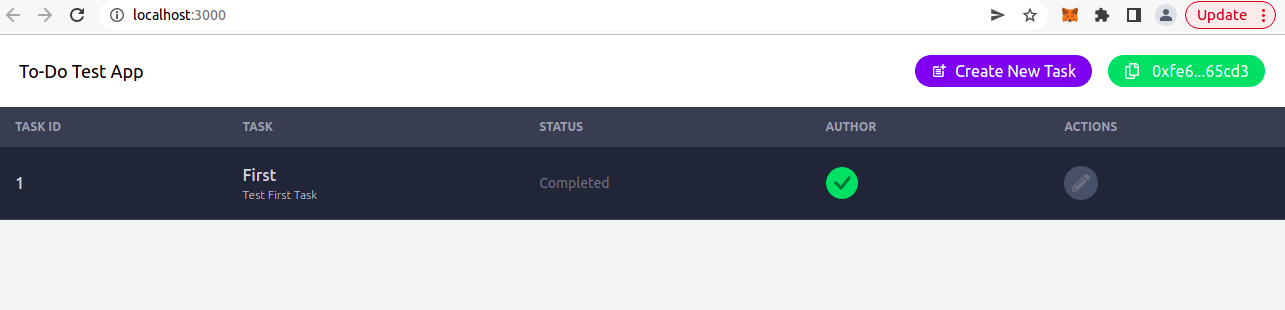 localhost:3000
Update
To-Do Test App
Create New Task
0xfe6...65cd3
TASK ID TASK STATUS AUTHOR ACTIONS
1 First Completed
Test First Task